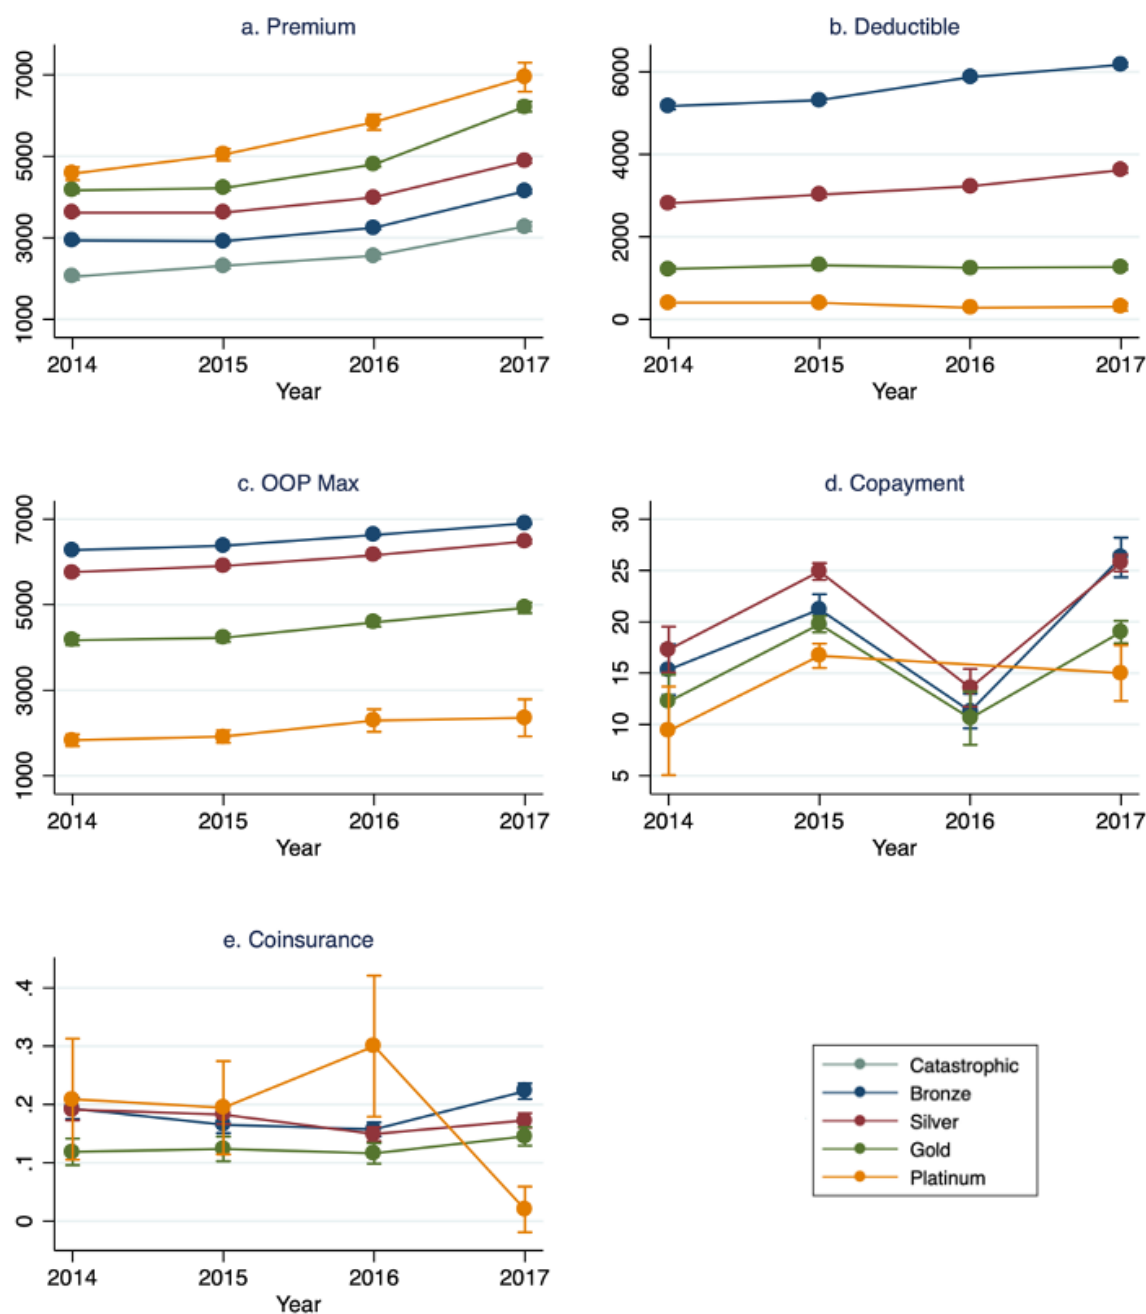 a. Premium
7000
5000
3000
1000
2014 2015 2016 2017
Year
b. Deductible
6000
4000
2000
0
2014 2015 2016 2017
Year
c. OOP Max
7000
5000
3000
1000
2014 2015 2016 2017
Year
d. Copayment
30
25
20
15
10
5
2014 2015 2016 2017
Year
e. Coinsurance
.4
.3
.2
.1
0
2014 2015 2016 2017
Year
Catastrophic
Bronze
Silver
Gold
Platinum